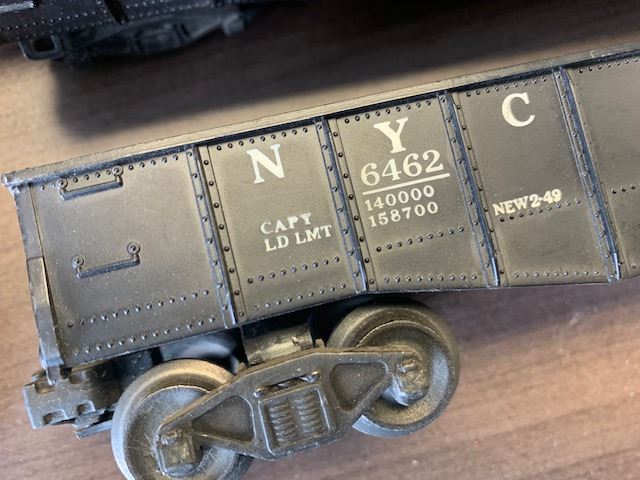 N Y C
6462
CAPY 140000
LD LMT 158700
NEW 2-49